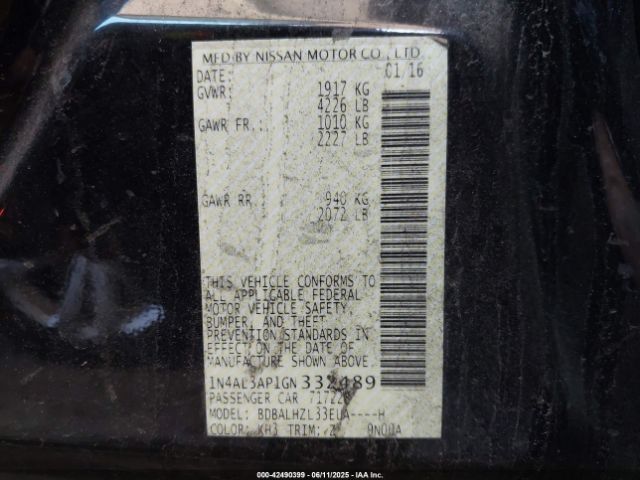 MFD BY NISSAN MOTOR CO., LTD.
DATE: 01/16
GVWR: 1917 KG
4226 LB
GAWR FR.: 1010 KG
2227 LB
GAWR RR 940 KG
2072 LB
THIS VEHICLE CONFORMS TO
ALL APPLICABLE FEDERAL
MOTOR VEHICLE SAFETY,
BUMPER, AND THEFT
PREVENTION STANDARDS IN
EFFECT ON THE DATE OF
MANUFACTURE SHOWN ABOVE.
1N4AL3AP1GN 332489
PASSENGER CAR
MODEL: BDBALHZL33EUA----H
COLOR: KH3 TRIM:
000-42490399 - 06/11/2025 - IAA Inc.